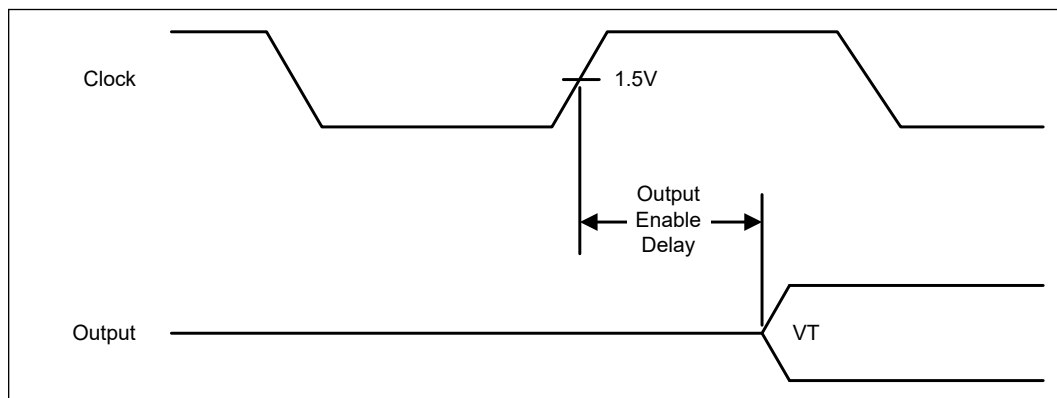 Clock
1.5V
Output
Enable
Delay
Output
VT